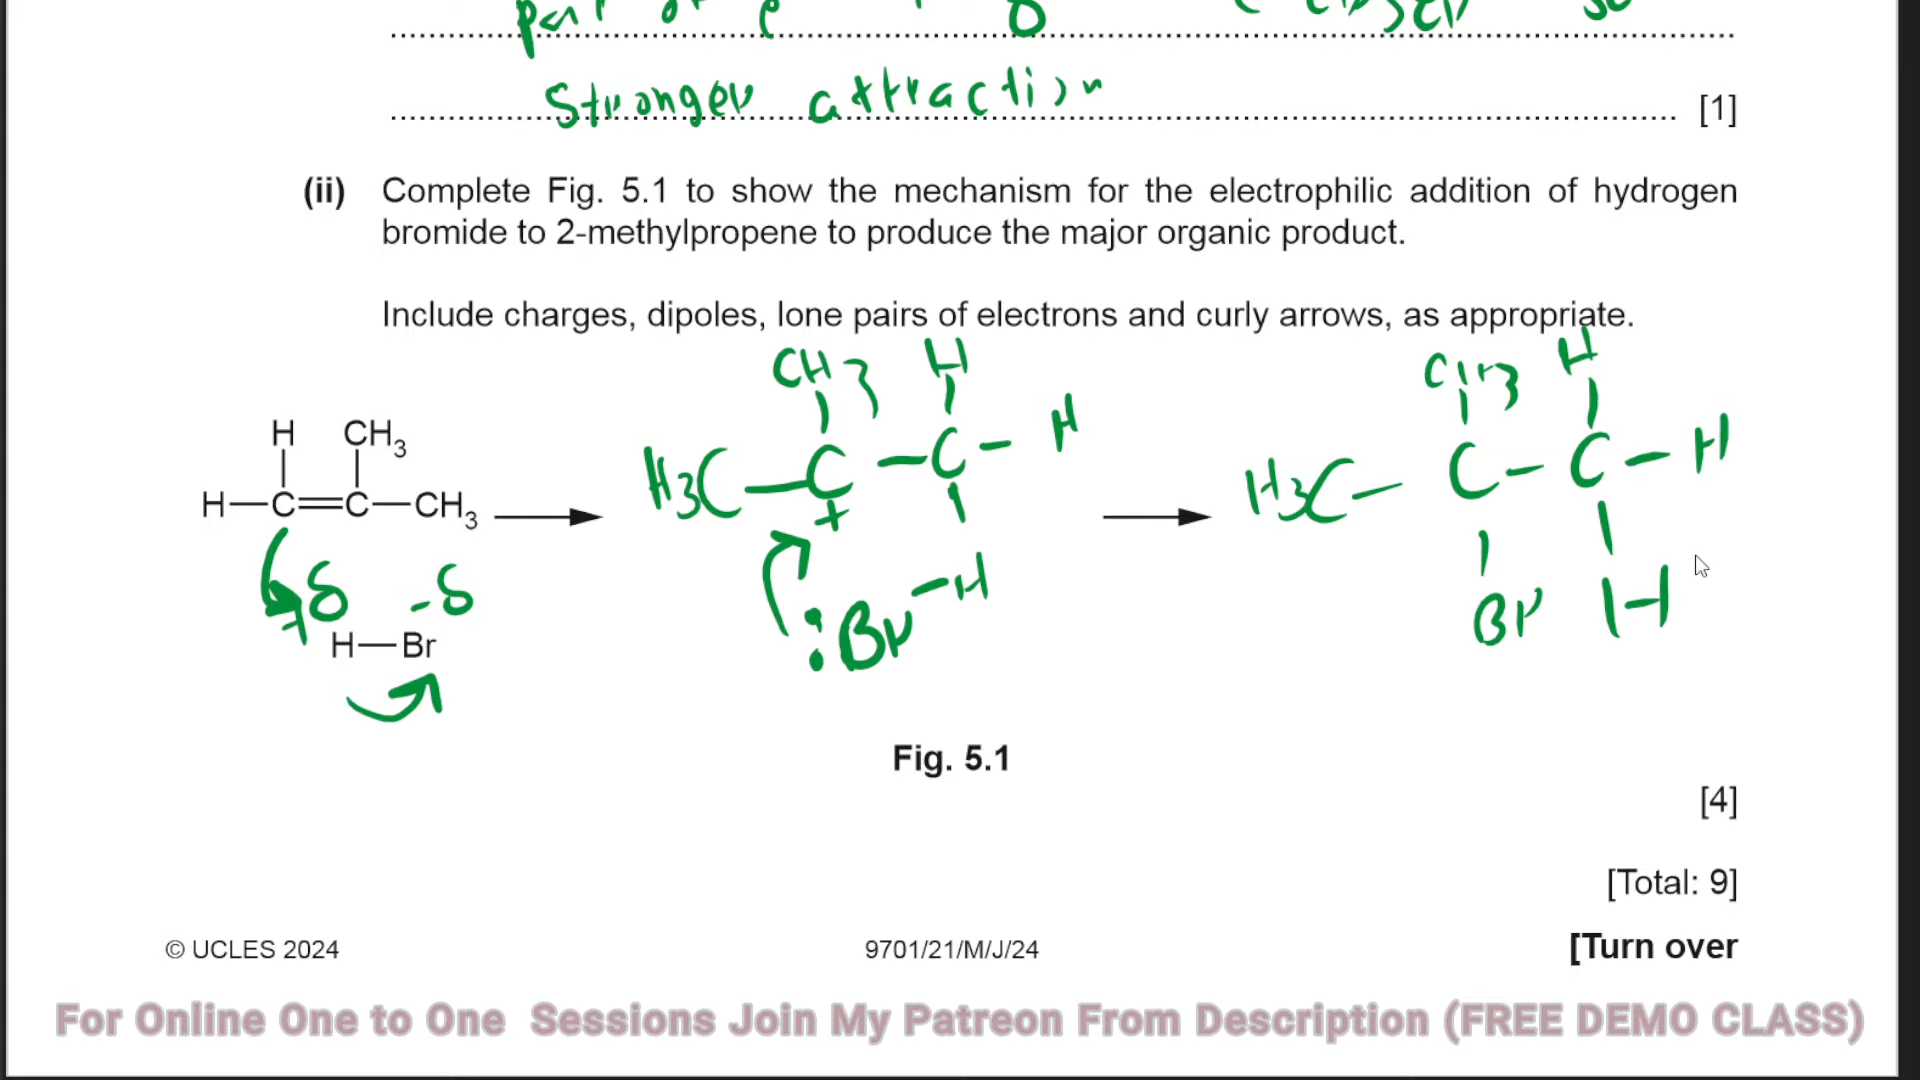 Stronger attraction
[1]
(ii) Complete Fig. 5.1 to show the mechanism for the electrophilic addition of hydrogen
bromide to 2-methylpropene to produce the major organic product.
Include charges, dipoles, lone pairs of electrons and curly arrows, as appropriate.
CH3 H CH3 H
H CH3
H3C—C—C–H H3C–C–C–H
H—C=C—CH3
+
+δ -δ
H—Br :Br–H Br H
Fig. 5.1
[4]
[Total: 9]
© UCLES 2024 9701/21/M/J/24 [Turn over
For Online One to One Sessions Join My Patreon From Description (FREE DEMO CLASS)